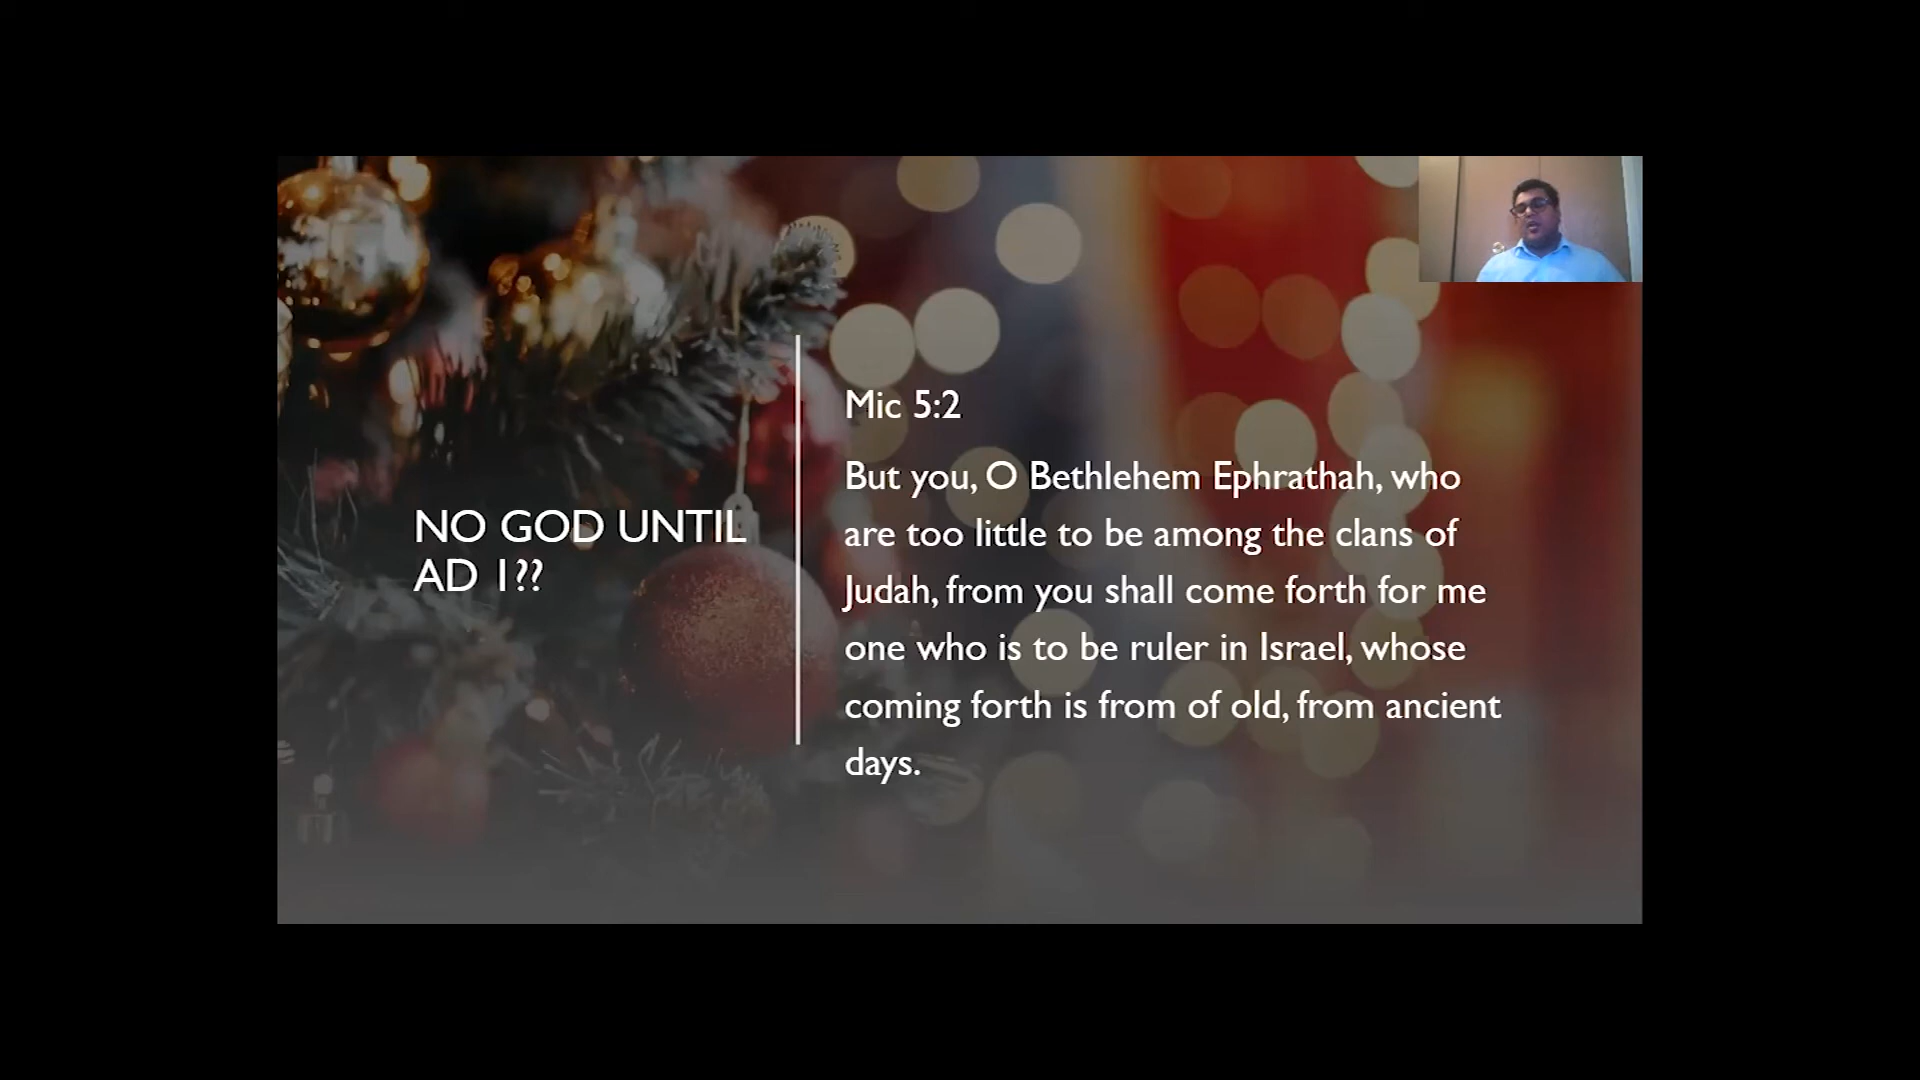 NO GOD UNTIL
AD 1??
Mic 5:2
But you, O Bethlehem Ephrathah, who
are too little to be among the clans of
Judah, from you shall come forth for me
one who is to be ruler in Israel, whose
coming forth is from of old, from ancient
days.